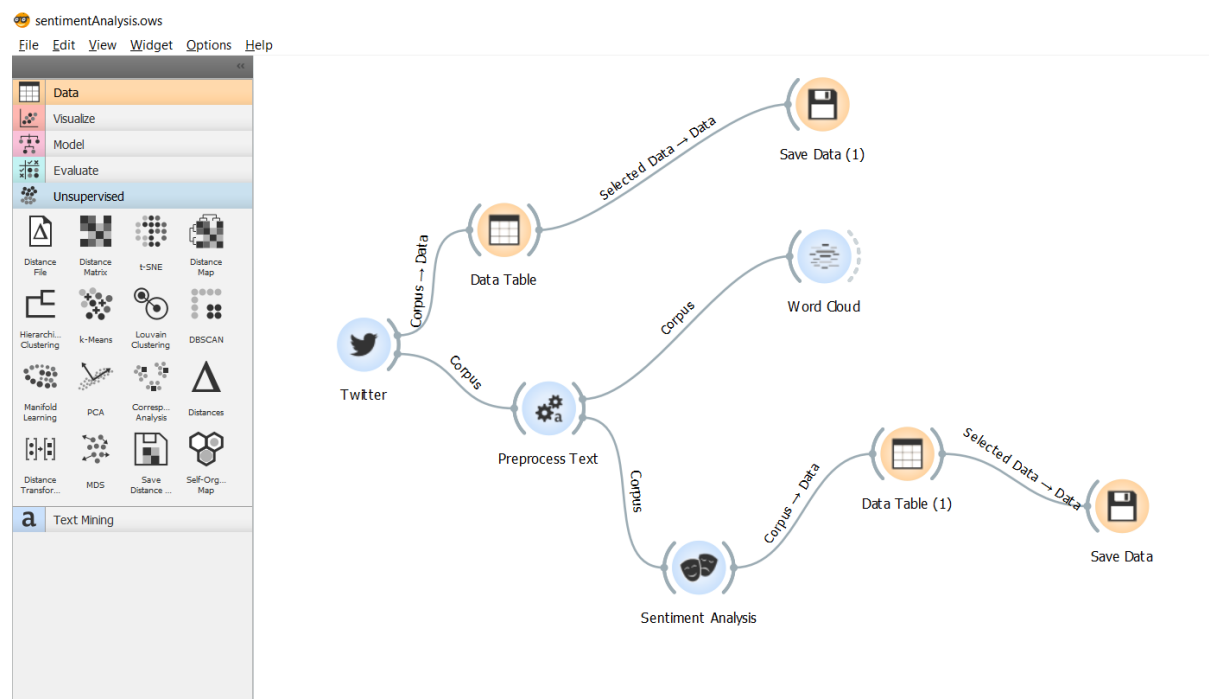 sentimentAnalysis.ows
File Edit View Widget Options Help
«
Data
Visualize
Model
Evaluate
Unsupervised
Distance File
Distance Matrix
t-SNE
Distance Map
Hierarchi... Clustering
k-Means
Louvain Clustering
DBSCAN
Manifold Learning
PCA
Corresp... Analysis
Distances
Distance Transfor...
MDS
Save Distance ...
Self-Org... Map
a Text Mining
Selected Data → Data
Save Data (1)
Corpus → Data
Data Table
Corpus
Word Cloud
Twitter
Corpus
a
Preprocess Text
Corpus
Sentiment Analysis
Corpus → Data
Data Table (1)
Selected Data → Data
Save Data